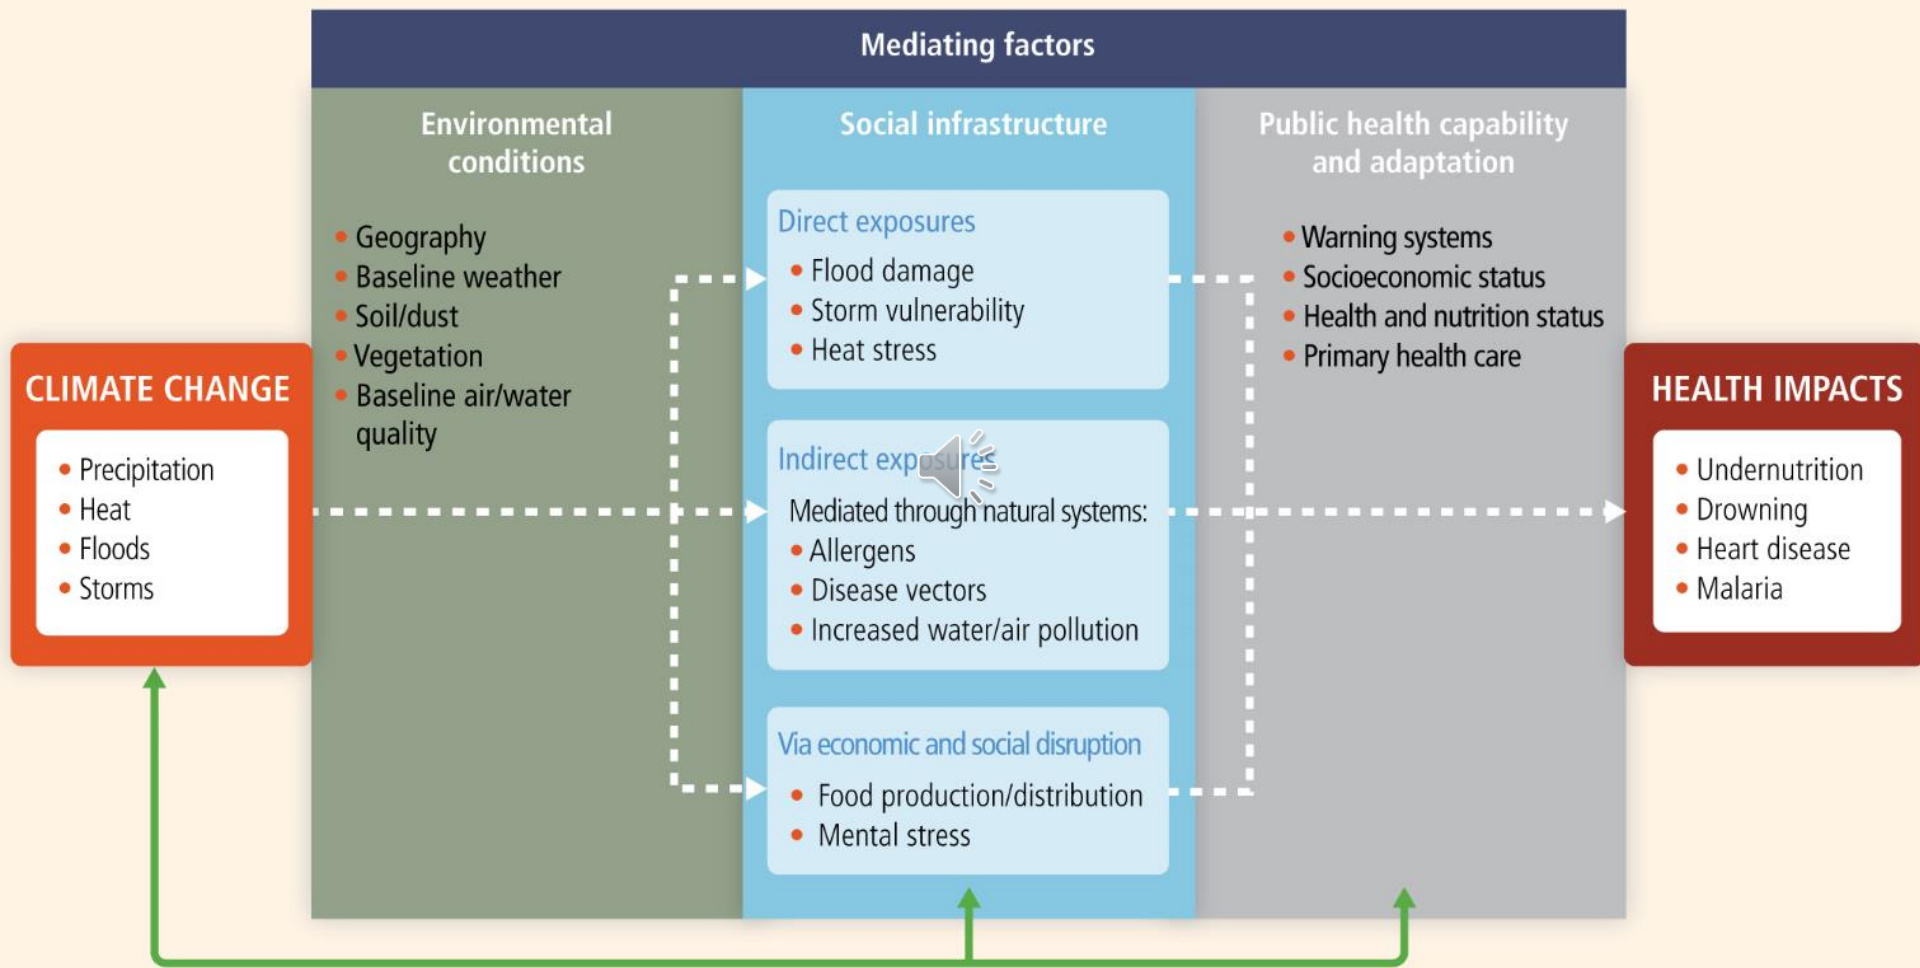 Mediating factors
Environmental
conditions
• Geography
• Baseline weather
• Soil/dust
• Vegetation
• Baseline air/water
quality
Social infrastructure
Direct exposures
• Flood damage
• Storm vulnerability
• Heat stress
Indirect exposures
Mediated through natural systems:
• Allergens
• Disease vectors
• Increased water/air pollution
Via economic and social disruption
• Food production/distribution
• Mental stress
Public health capability
and adaptation
• Warning systems
• Socioeconomic status
• Health and nutrition status
• Primary health care
CLIMATE CHANGE
• Precipitation
• Heat
• Floods
• Storms
HEALTH IMPACTS
• Undernutrition
• Drowning
• Heart disease
• Malaria